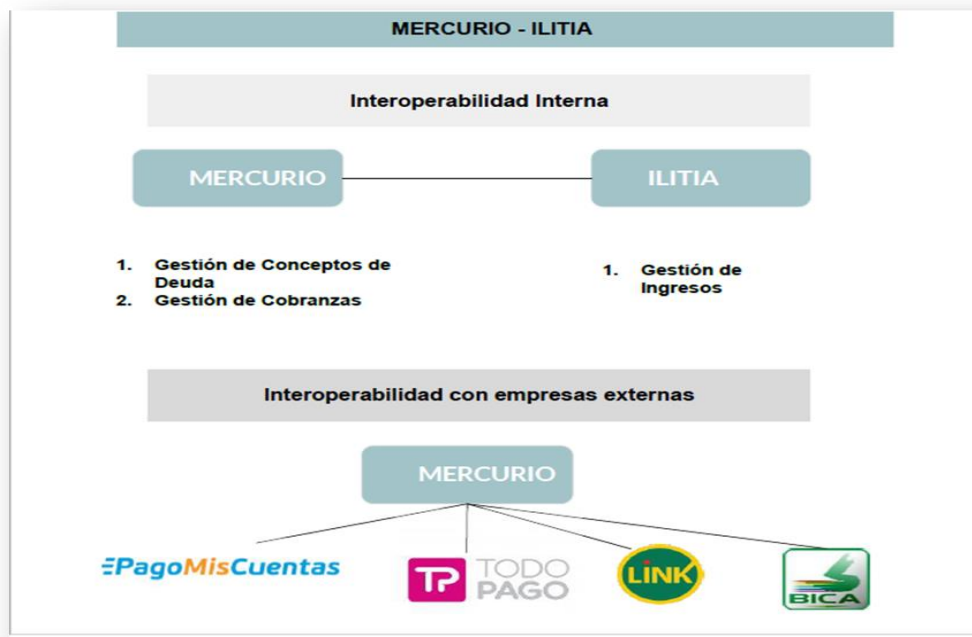 MERCURIO - ILITIA
Interoperabilidad Interna
MERCURIO
ILITIA
1. Gestión de Conceptos de
Deuda
2. Gestión de Cobranzas
1. Gestión de
Ingresos
Interoperabilidad con empresas externas
MERCURIO
PagoMisCuentas
TP TODO
PAGO
LINK
BICA